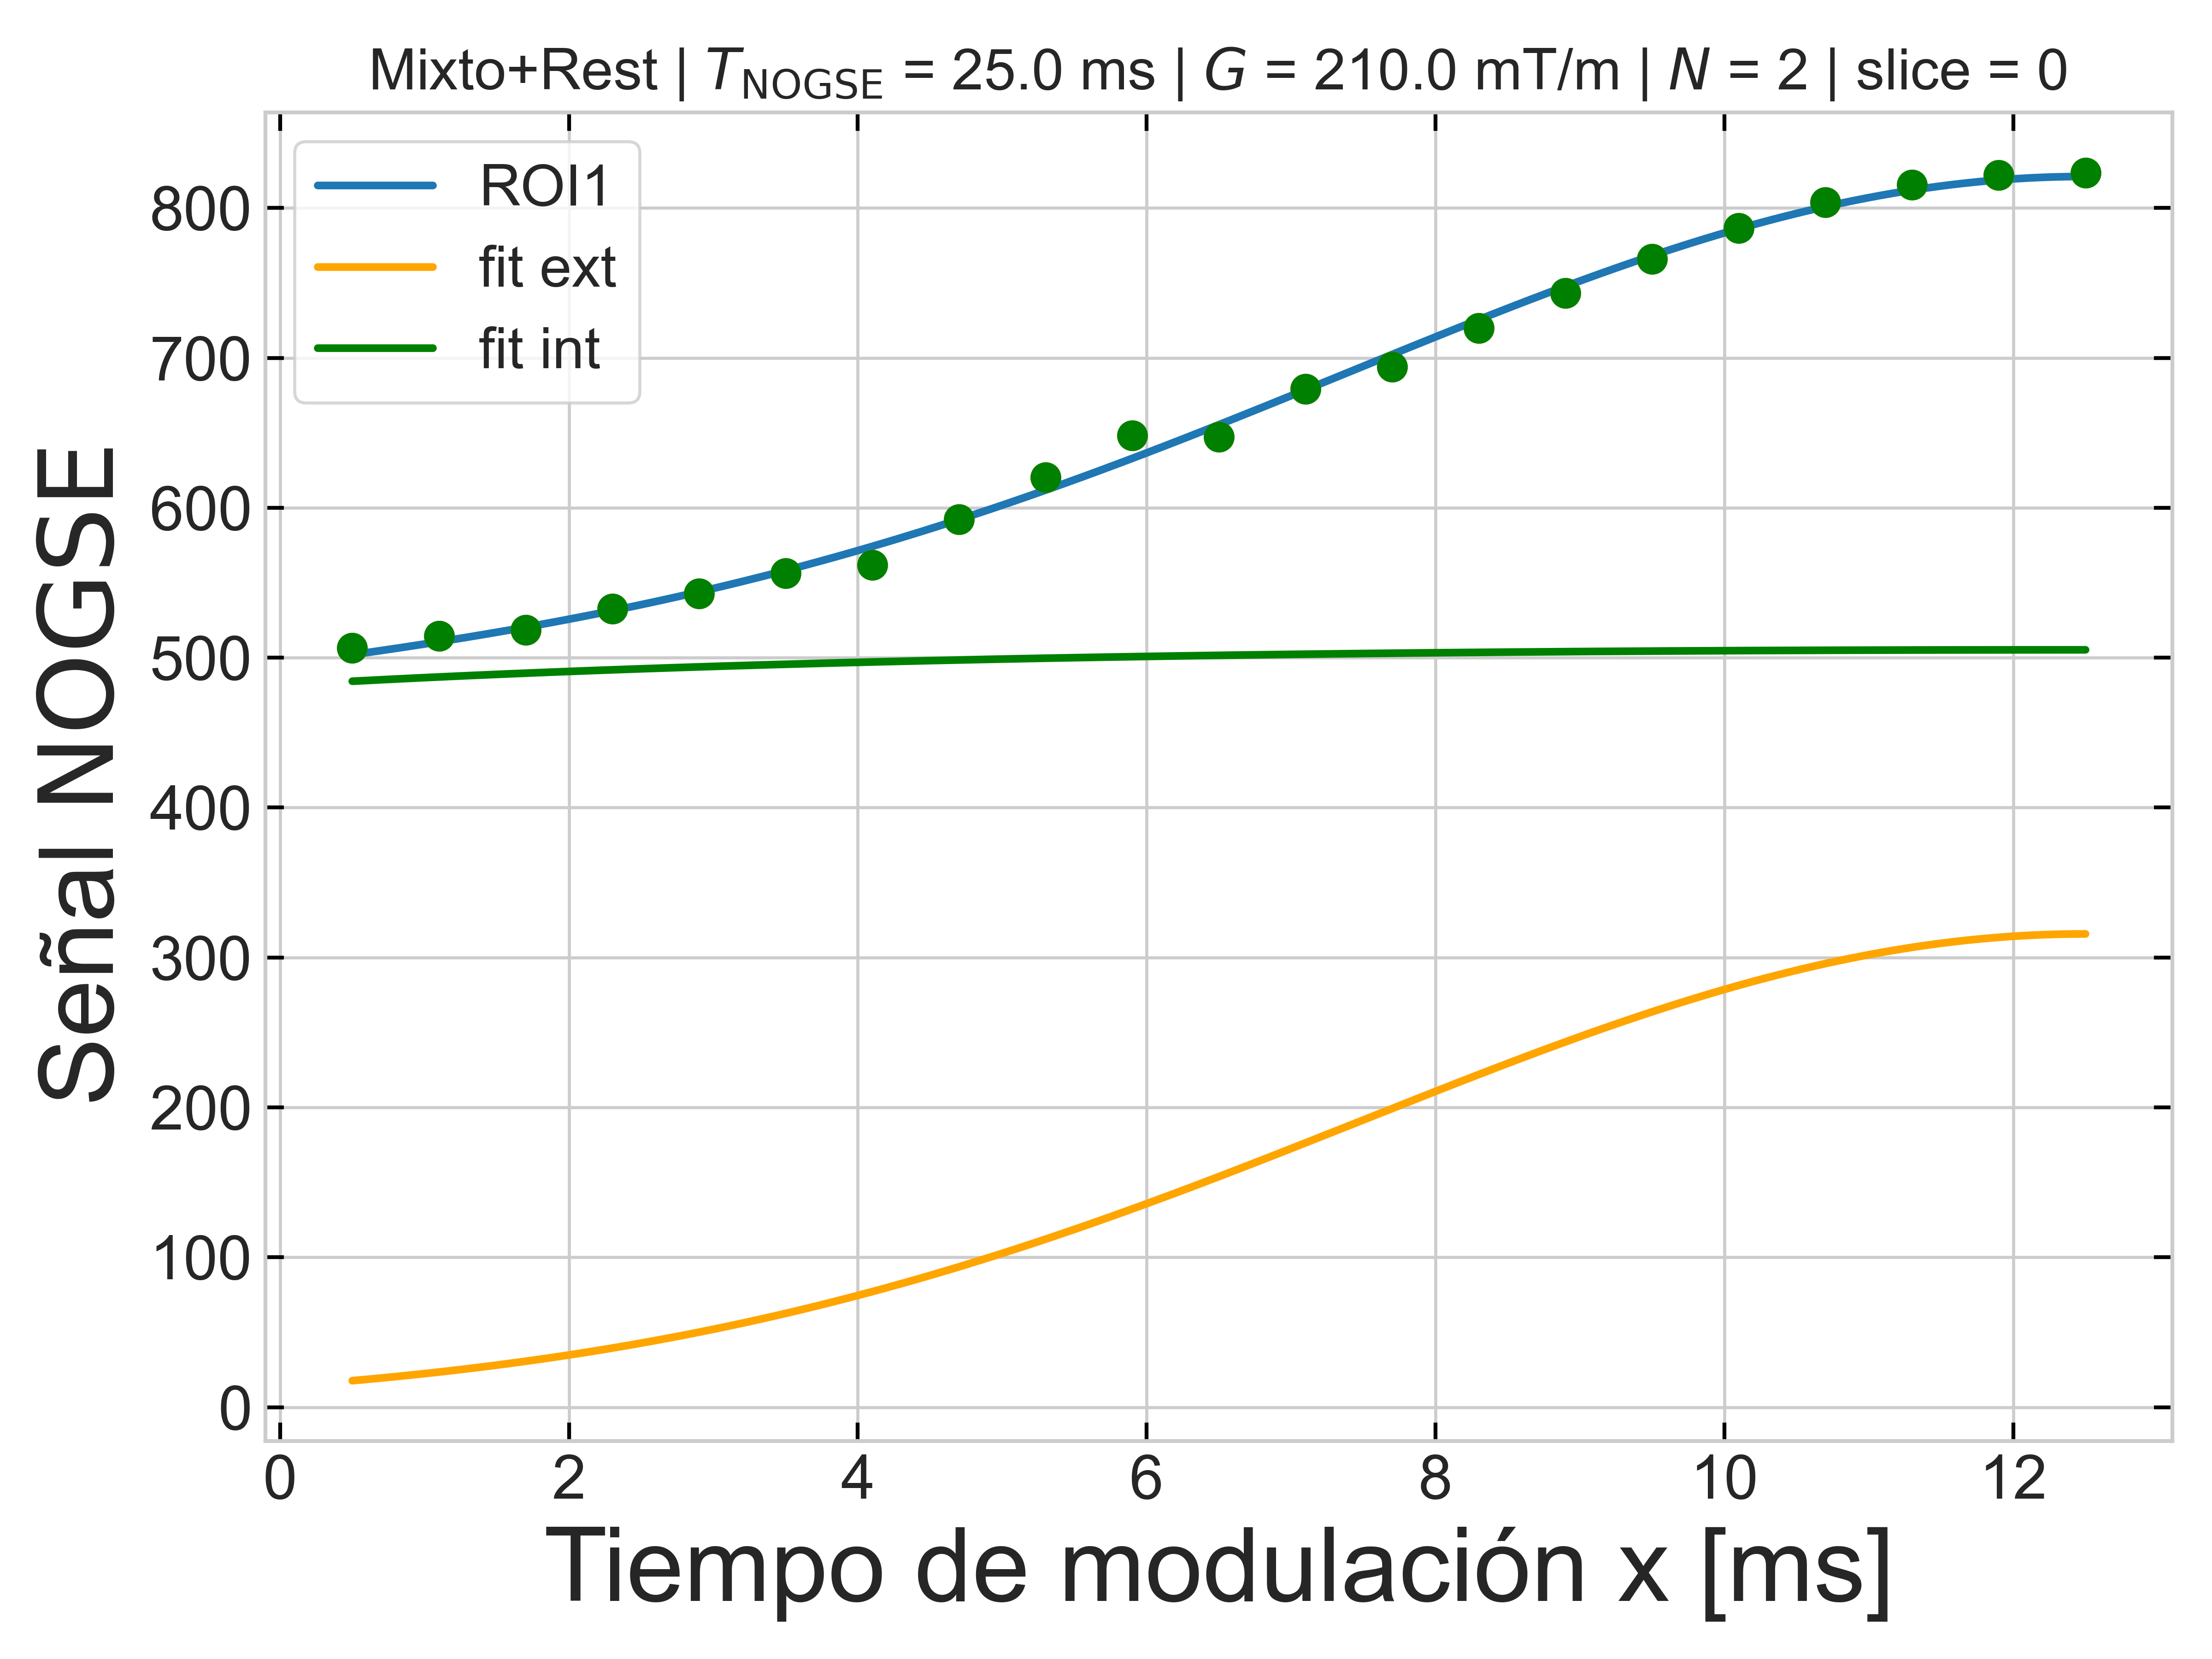 Mixto+Rest | T_NOGSE = 25.0 ms | G = 210.0 mT/m | N = 2 | slice = 0
ROI1
fit ext
fit int
Señal NOGSE
800
700
600
500
400
300
200
100
0
0 2 4 6 8 10 12
Tiempo de modulación x [ms]